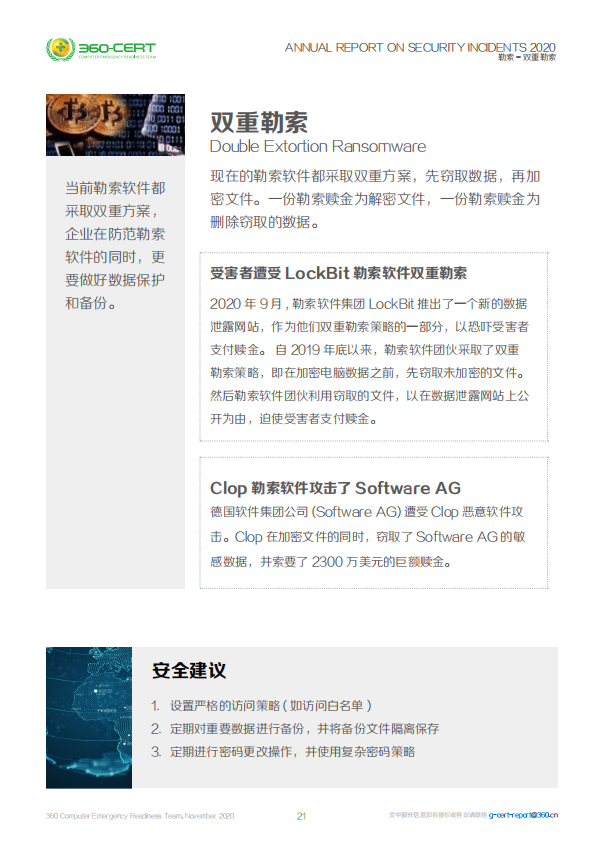 360-CERT
COMPUTER EMERGENCY READINESS TEAM
ANNUAL REPORT ON SECURITY INCIDENTS 2020
勒索 - 双重勒索
当前勒索软件都
采取双重方案，
企业在防范勒索
软件的同时，更
要做好数据保护
和备份。
双重勒索
Double Extortion Ransomware
现在的勒索软件都采取双重方案，先窃取数据，再加
密文件。一份勒索赎金为解密文件，一份勒索赎金为
删除窃取的数据。
受害者遭受 LockBit 勒索软件双重勒索
2020 年 9 月 , 勒索软件集团 LockBit 推出了一个新的数据
泄露网站，作为他们双重勒索策略的一部分，以恐吓受害者
支付赎金。 自 2019 年底以来，勒索软件团伙采取了双重
勒索策略，即在加密电脑数据之前，先窃取未加密的文件。
然后勒索软件团伙利用窃取的文件，以在数据泄露网站上公
开为由，迫使受害者支付赎金。
Clop 勒索软件攻击了 Software AG
德国软件集团公司 (Software AG) 遭受 Clop 恶意软件攻
击。Clop 在加密文件的同时，窃取了 Software AG 的敏
感数据，并索要了 2300 万美元的巨额赎金。
安全建议
1. 设置严格的访问策略 ( 如访问白名单 )
2. 定期对重要数据进行备份，并将备份文件隔离保存
3. 定期进行密码更改操作，并使用复杂密码策略
360 Computer Emergency Readiness Team, November 2020
21
g-cert-report@360.cn